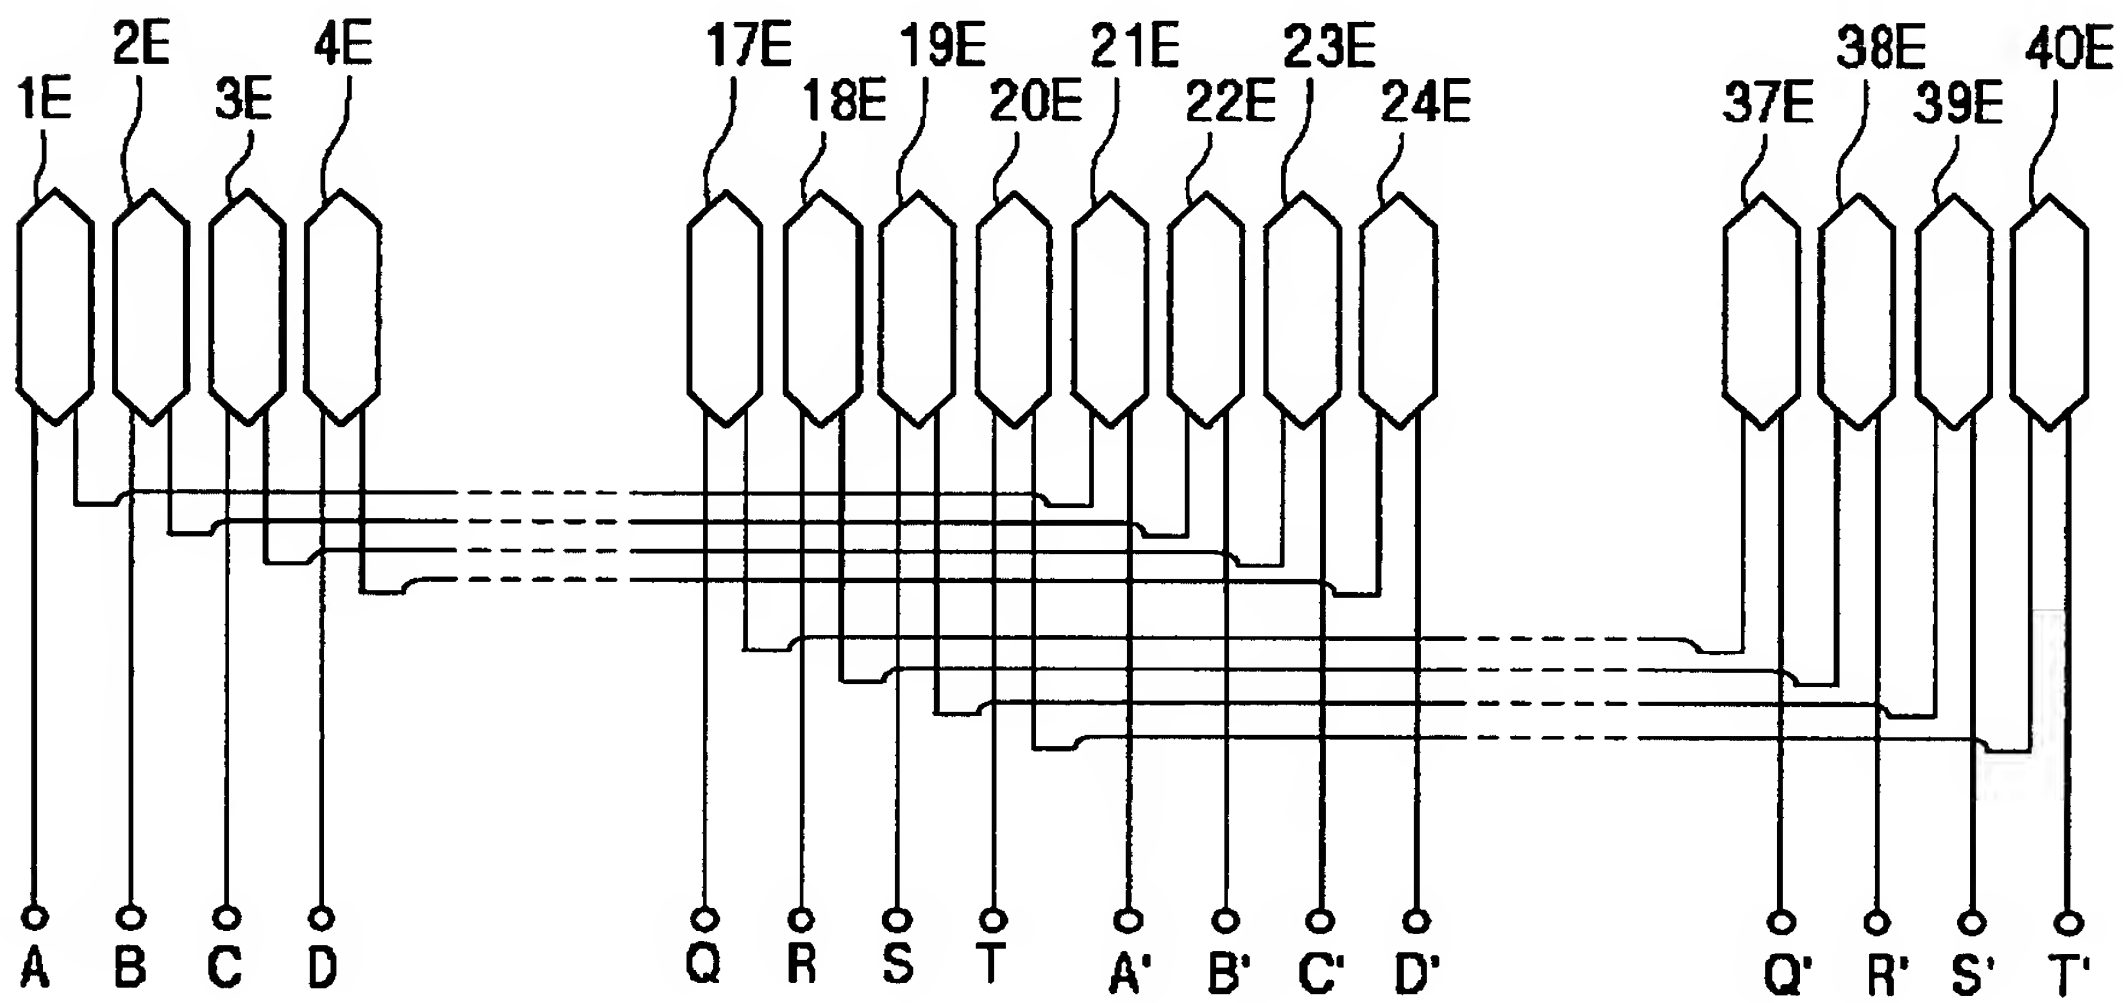 2E 4E 17E 19E 21E 23E 38E 40E
1E 3E 18E 20E 22E 24E 37E 39E
A B C D Q R S T A' B' C' D' Q' R' S' T'